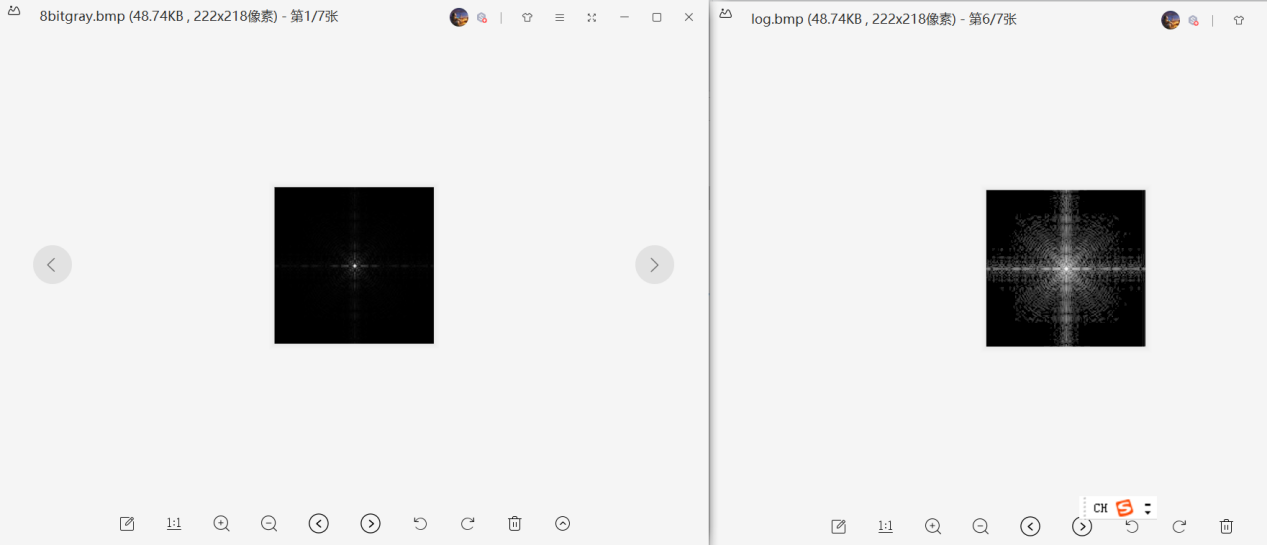 8bitgray.bmp (48.74KB , 222x218像素) - 第1/7张
log.bmp (48.74KB , 222x218像素) - 第6/7张
1:1
1:1
CH S